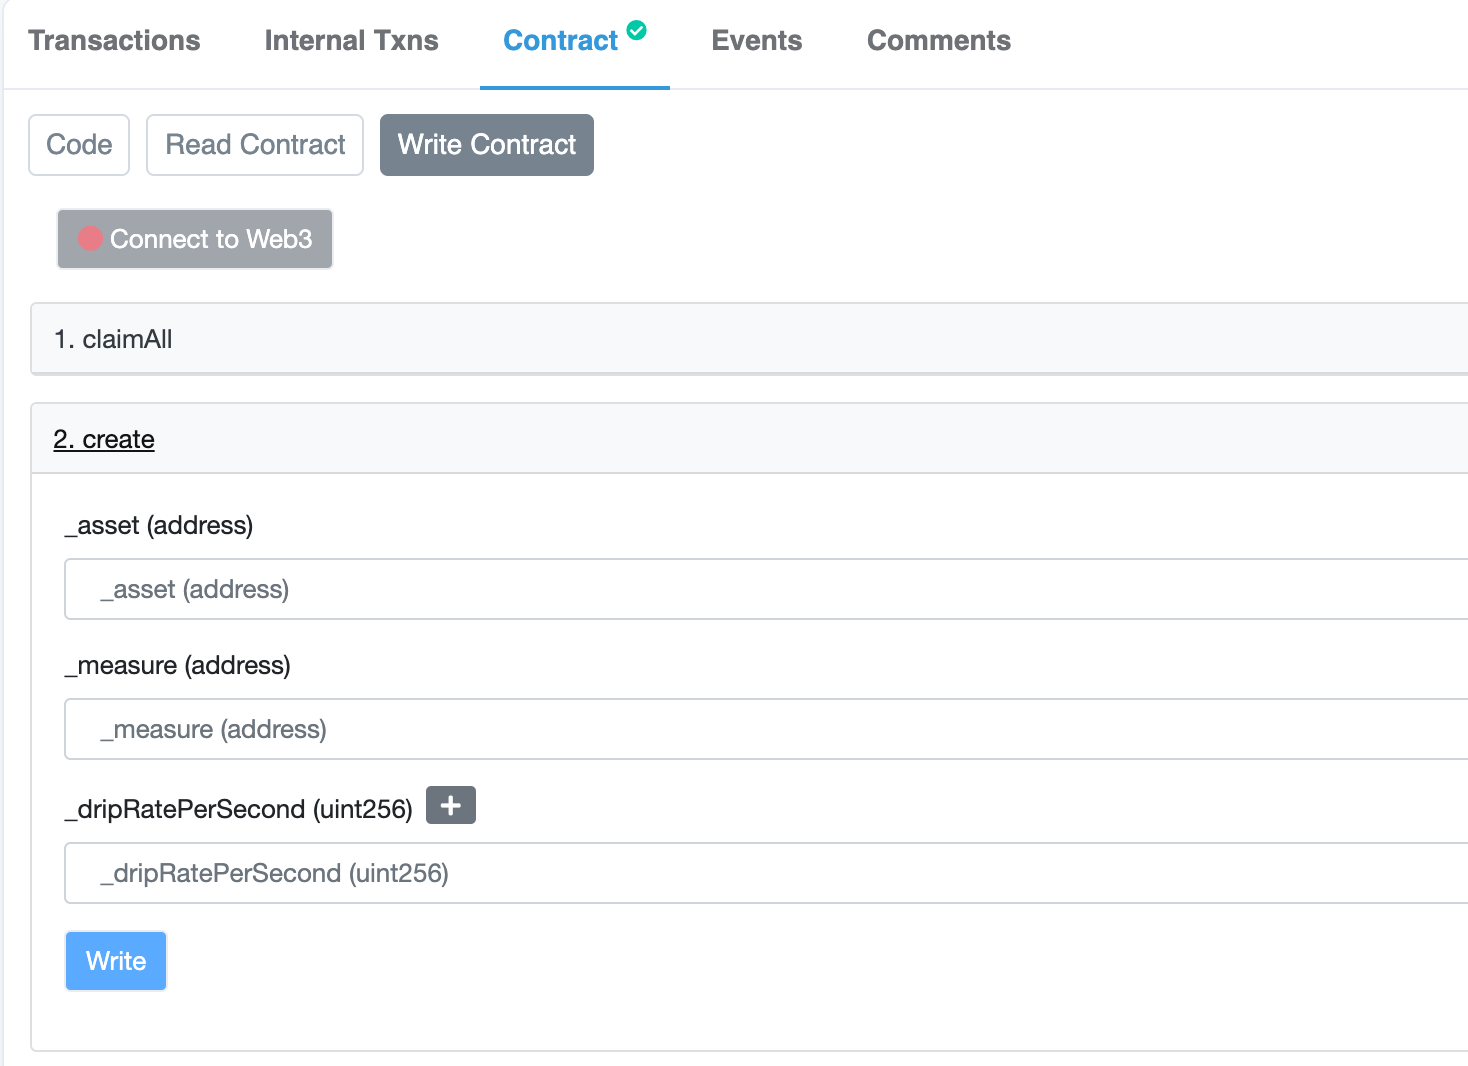 Transactions Internal Txns Contract Events Comments
Code Read Contract Write Contract
Connect to Web3
1. claimAll
2. create
_asset (address)
_asset (address)
_measure (address)
_measure (address)
_dripRatePerSecond (uint256) +
_dripRatePerSecond (uint256)
Write